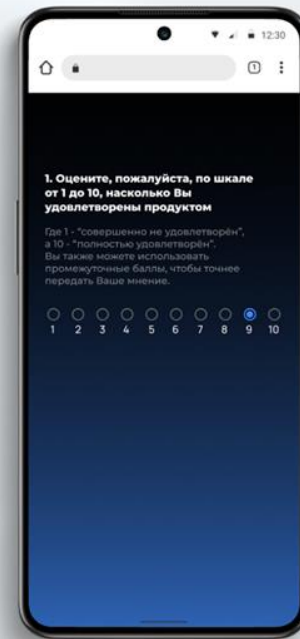 12:30
1
1. Оцените, пожалуйста, по шкале
от 1 до 10, насколько Вы
удовлетворены продуктом
Где 1 - “совершенно не удовлетворён”,
а 10 - “полностью удовлетворён”.
Вы также можете использовать
промежуточные баллы, чтобы точнее
передать Ваше мнение.
1 2 3 4 5 6 7 8 9 10